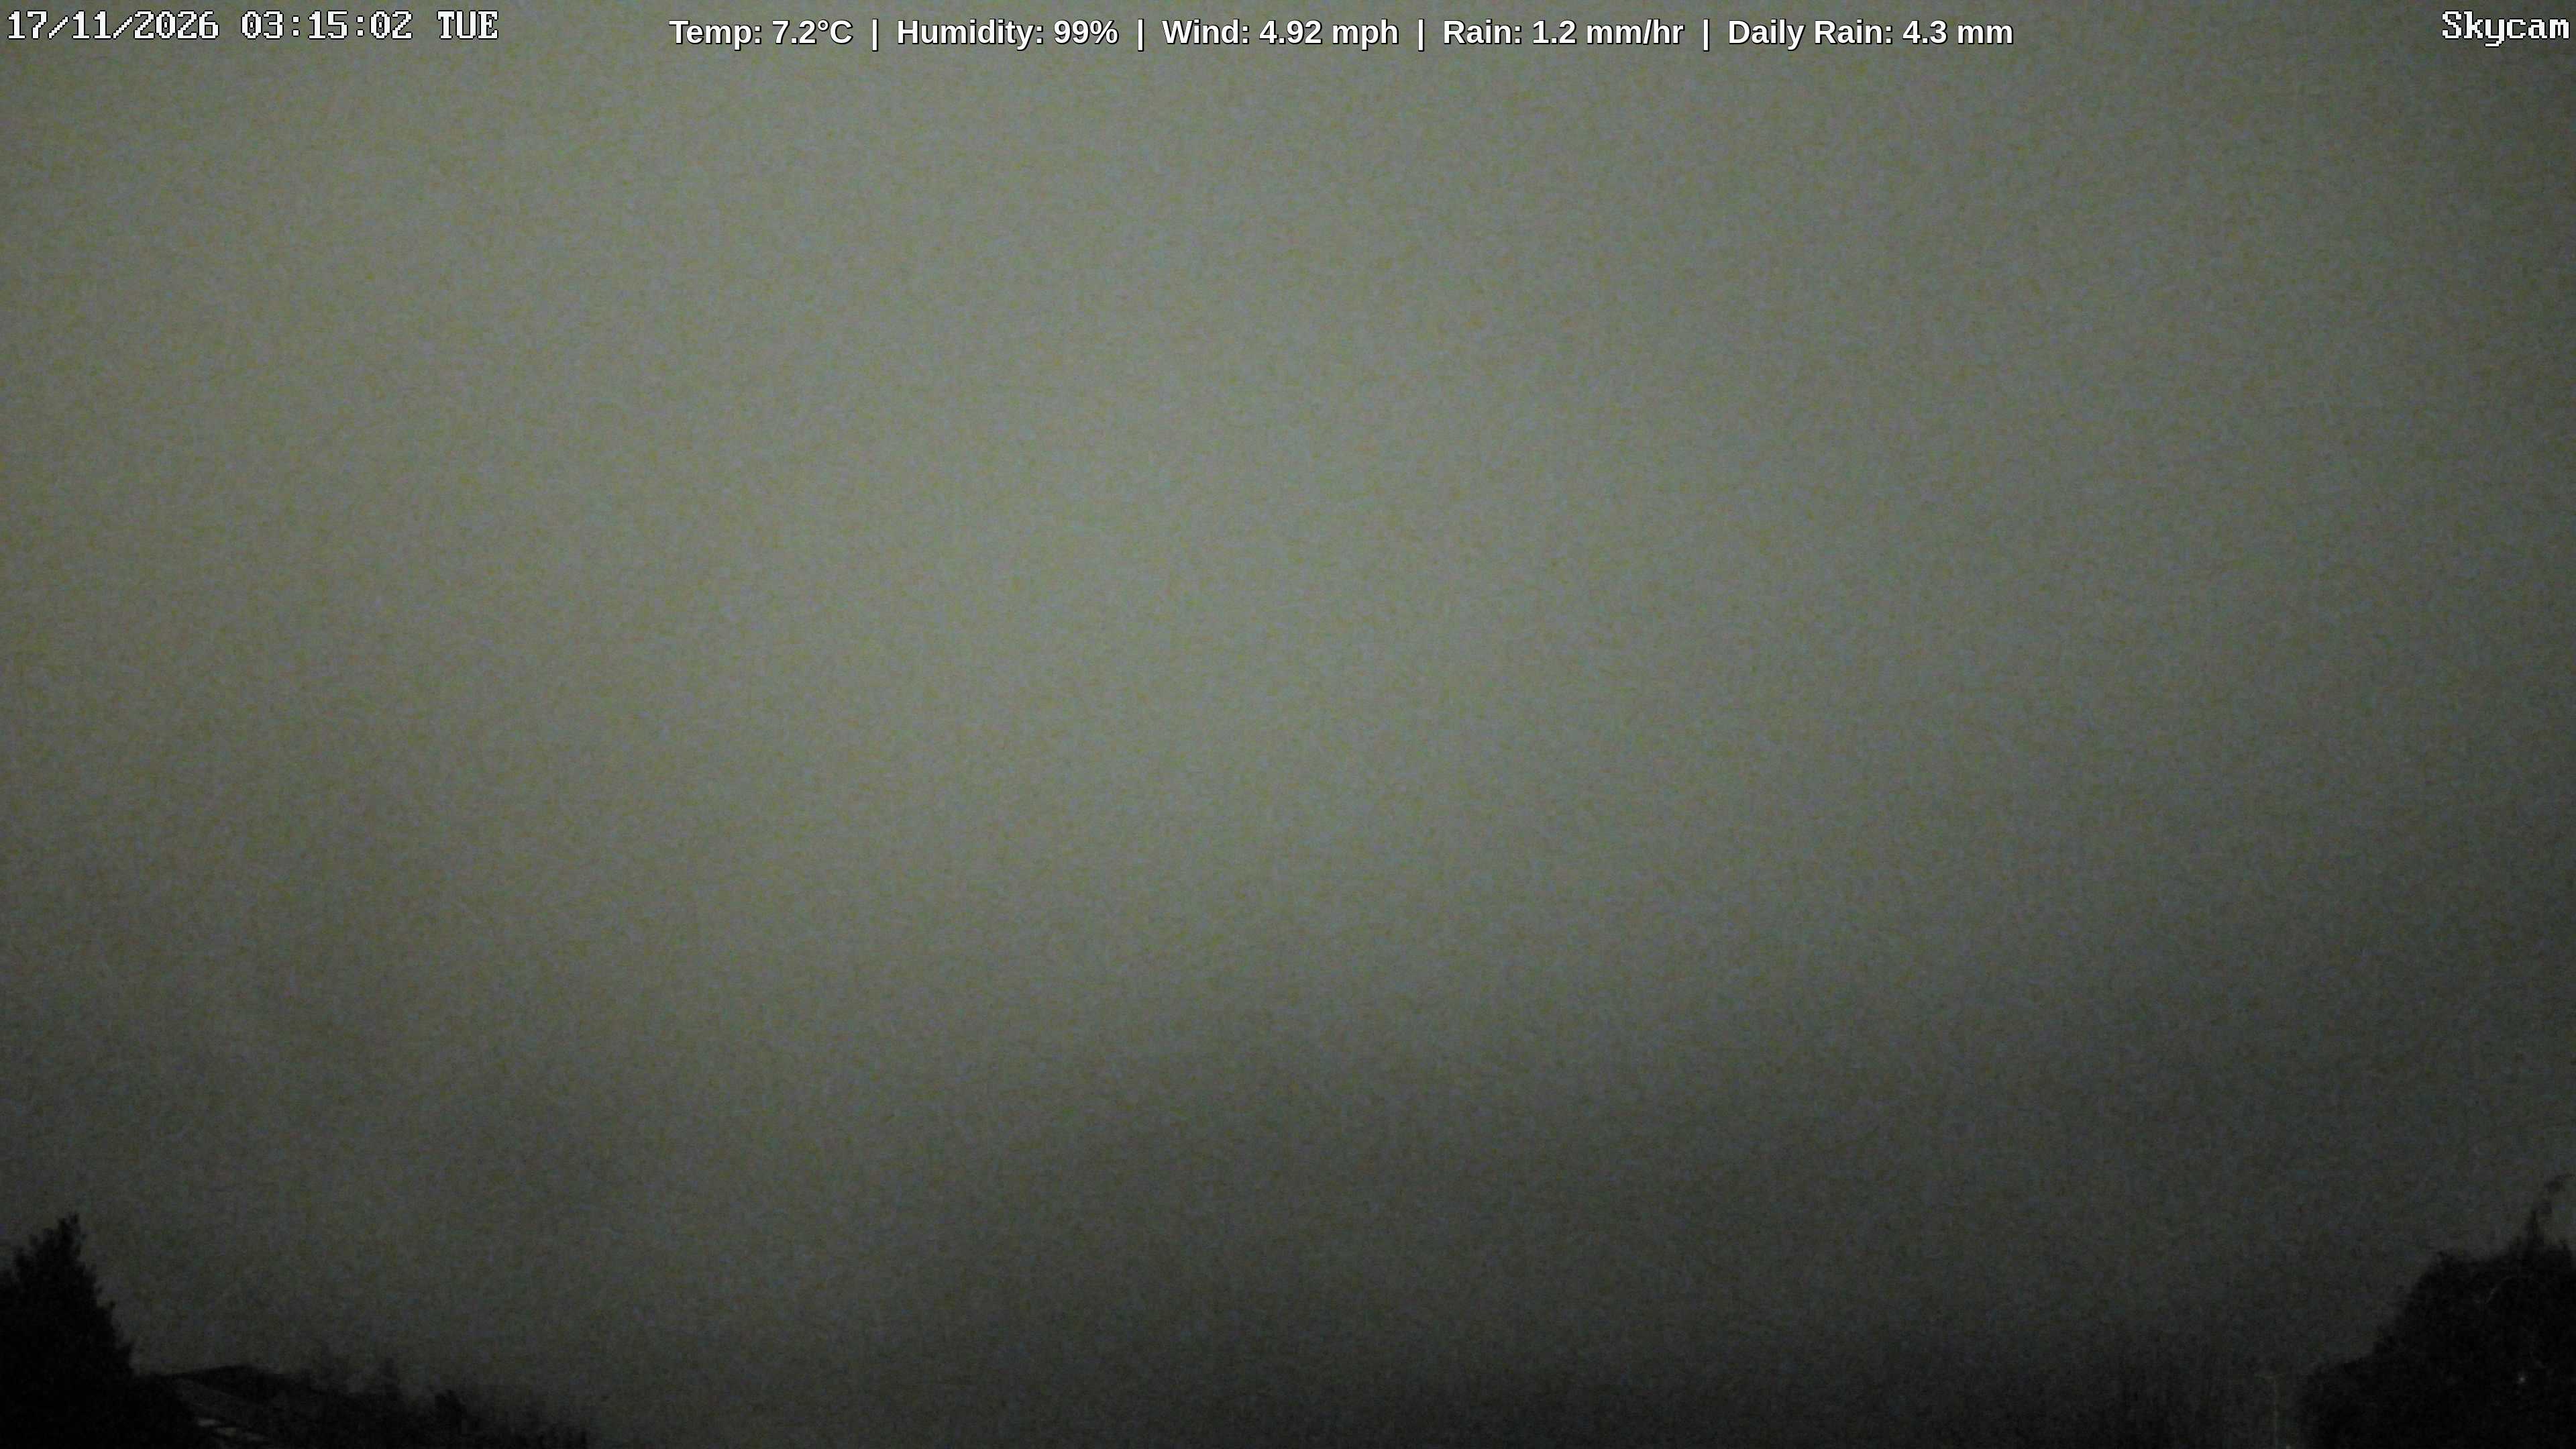 17/11/2026 03:15:02 TUE
Temp: 7.2°C | Humidity: 99% | Wind: 4.92 mph | Rain: 1.2 mm/hr | Daily Rain: 4.3 mm
Skycam